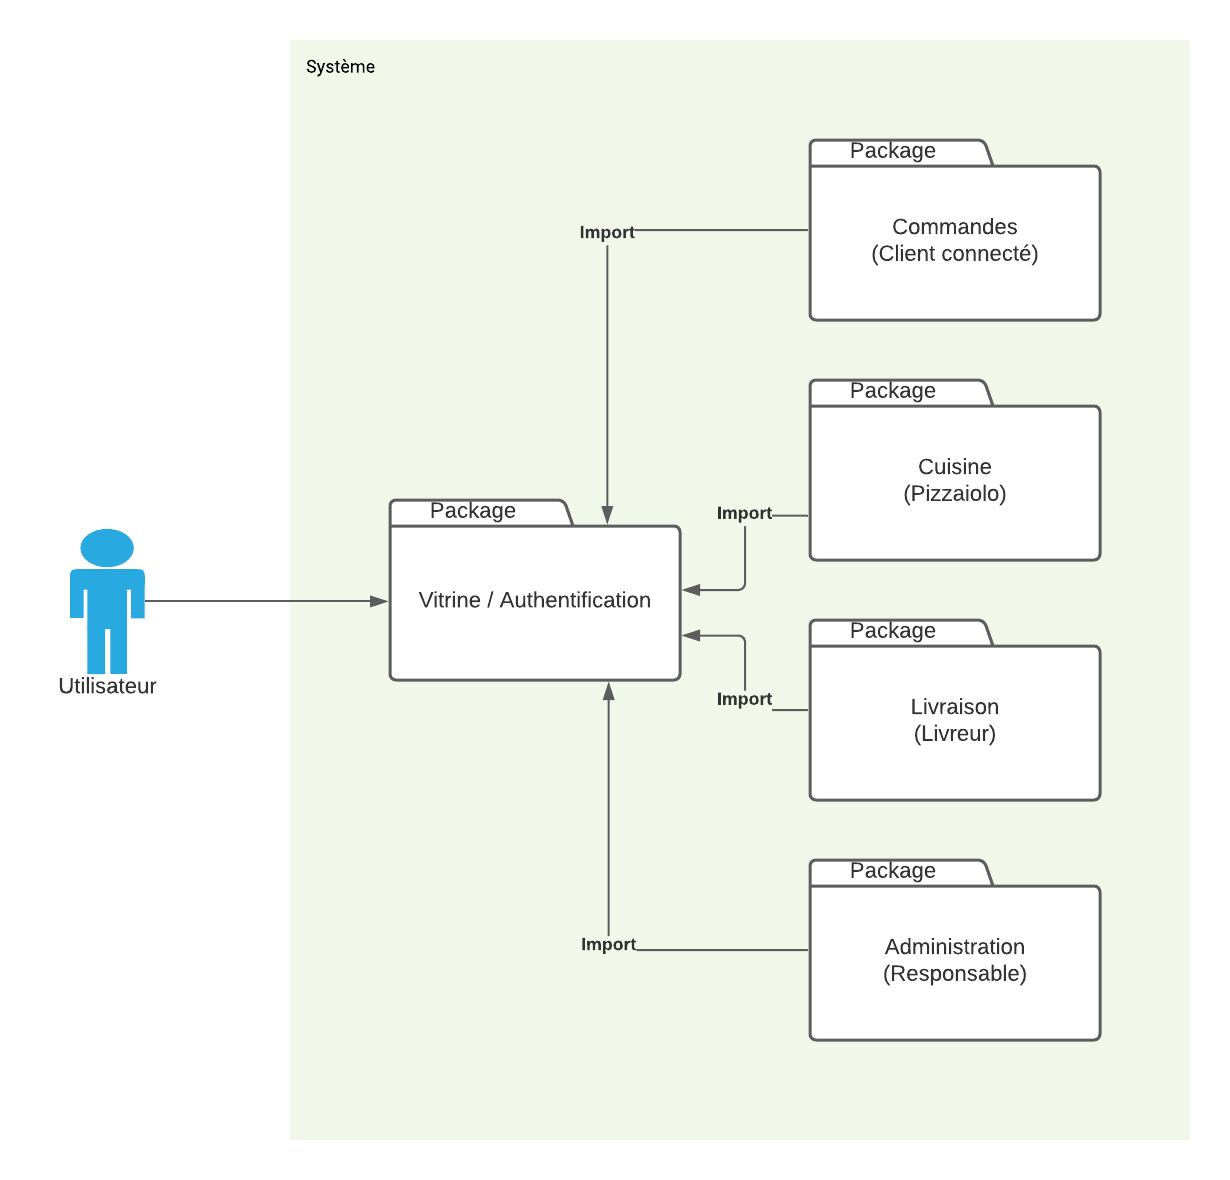 Système
Package
Commandes
(Client connecté)
Import
Package
Cuisine
(Pizzaiolo)
Import
Package
Vitrine / Authentification
Utilisateur
Package
Livraison
(Livreur)
Import
Package
Administration
(Responsable)
Import